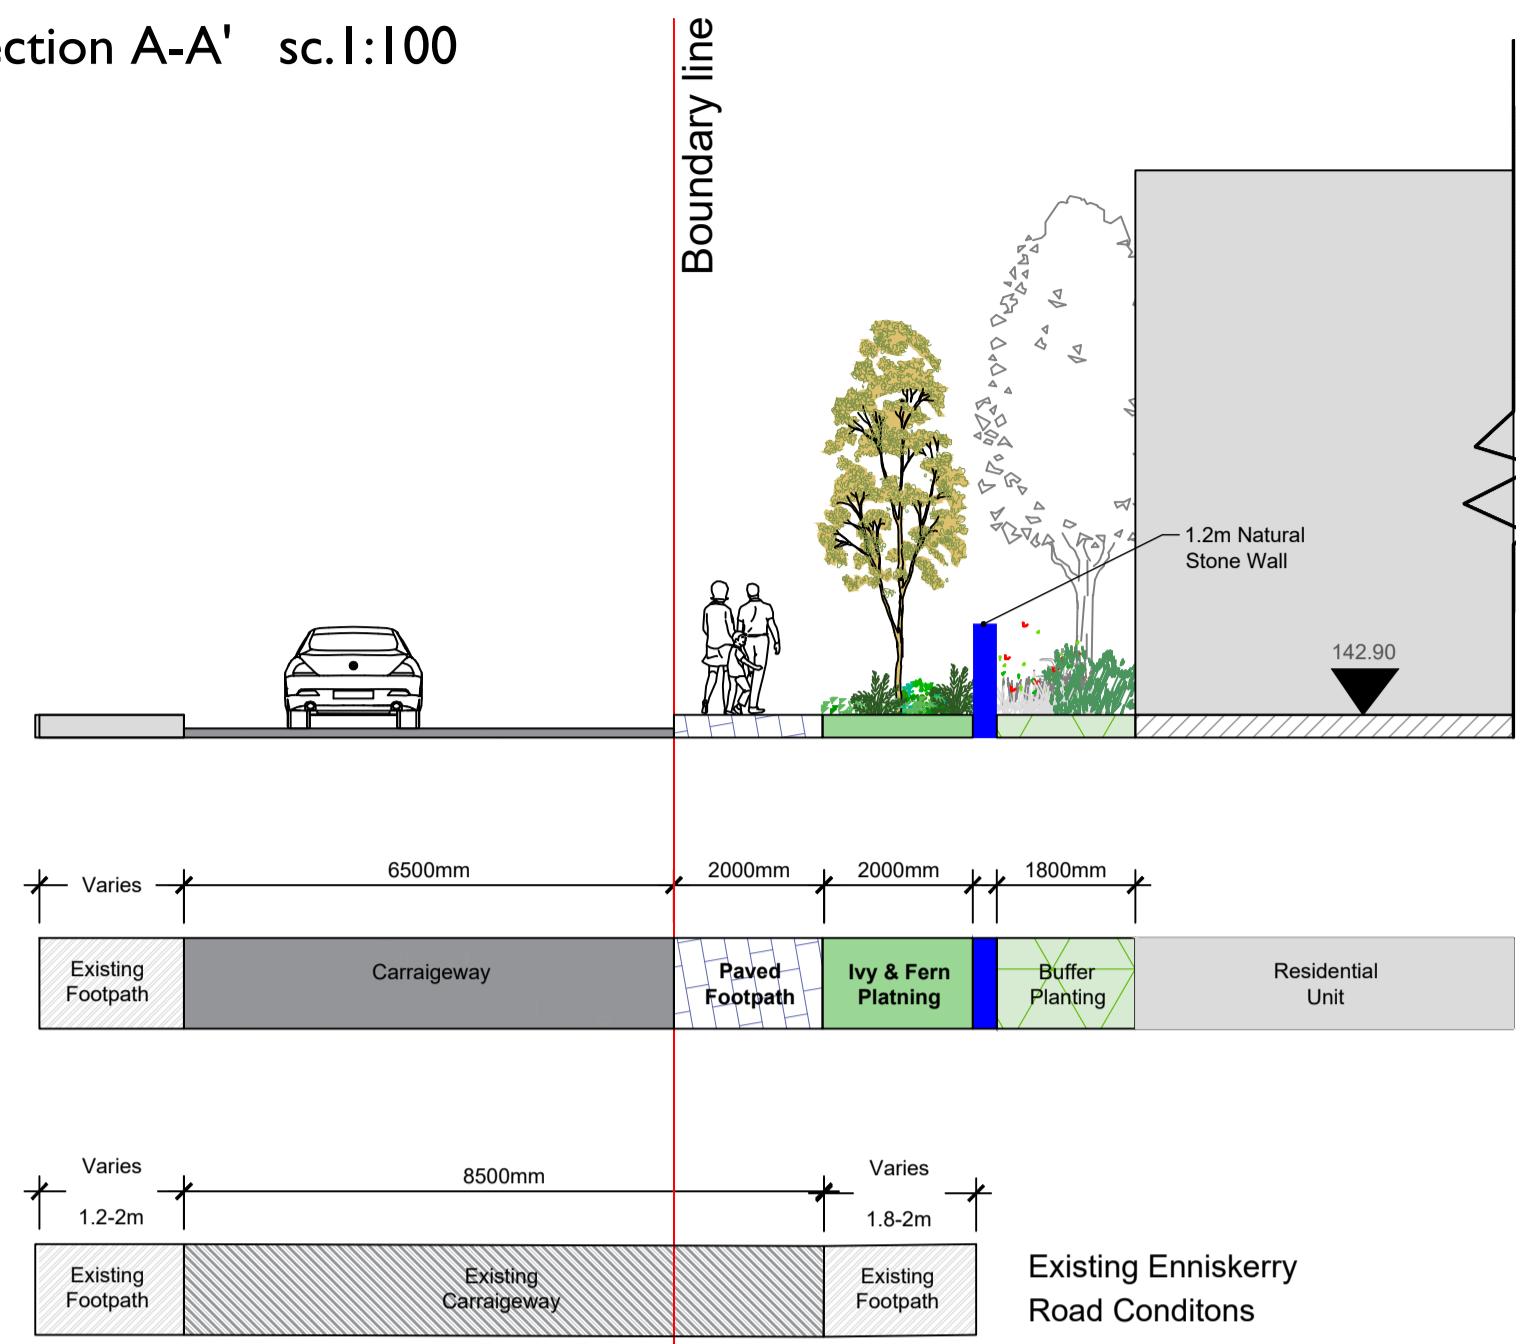 ection A-A' sc.1:100
Boundary line
1.2m Natural
Stone Wall
142.90
Varies
6500mm
2000mm
2000mm
1800mm
Existing
Footpath
Carraigeway
Paved
Footpath
Ivy & Fern
Platning
Buffer
Planting
Residential
Unit
Varies
1.2-2m
8500mm
Varies
1.8-2m
Existing
Footpath
Existing
Carraigeway
Existing
Footpath
Existing Enniskerry
Road Conditons